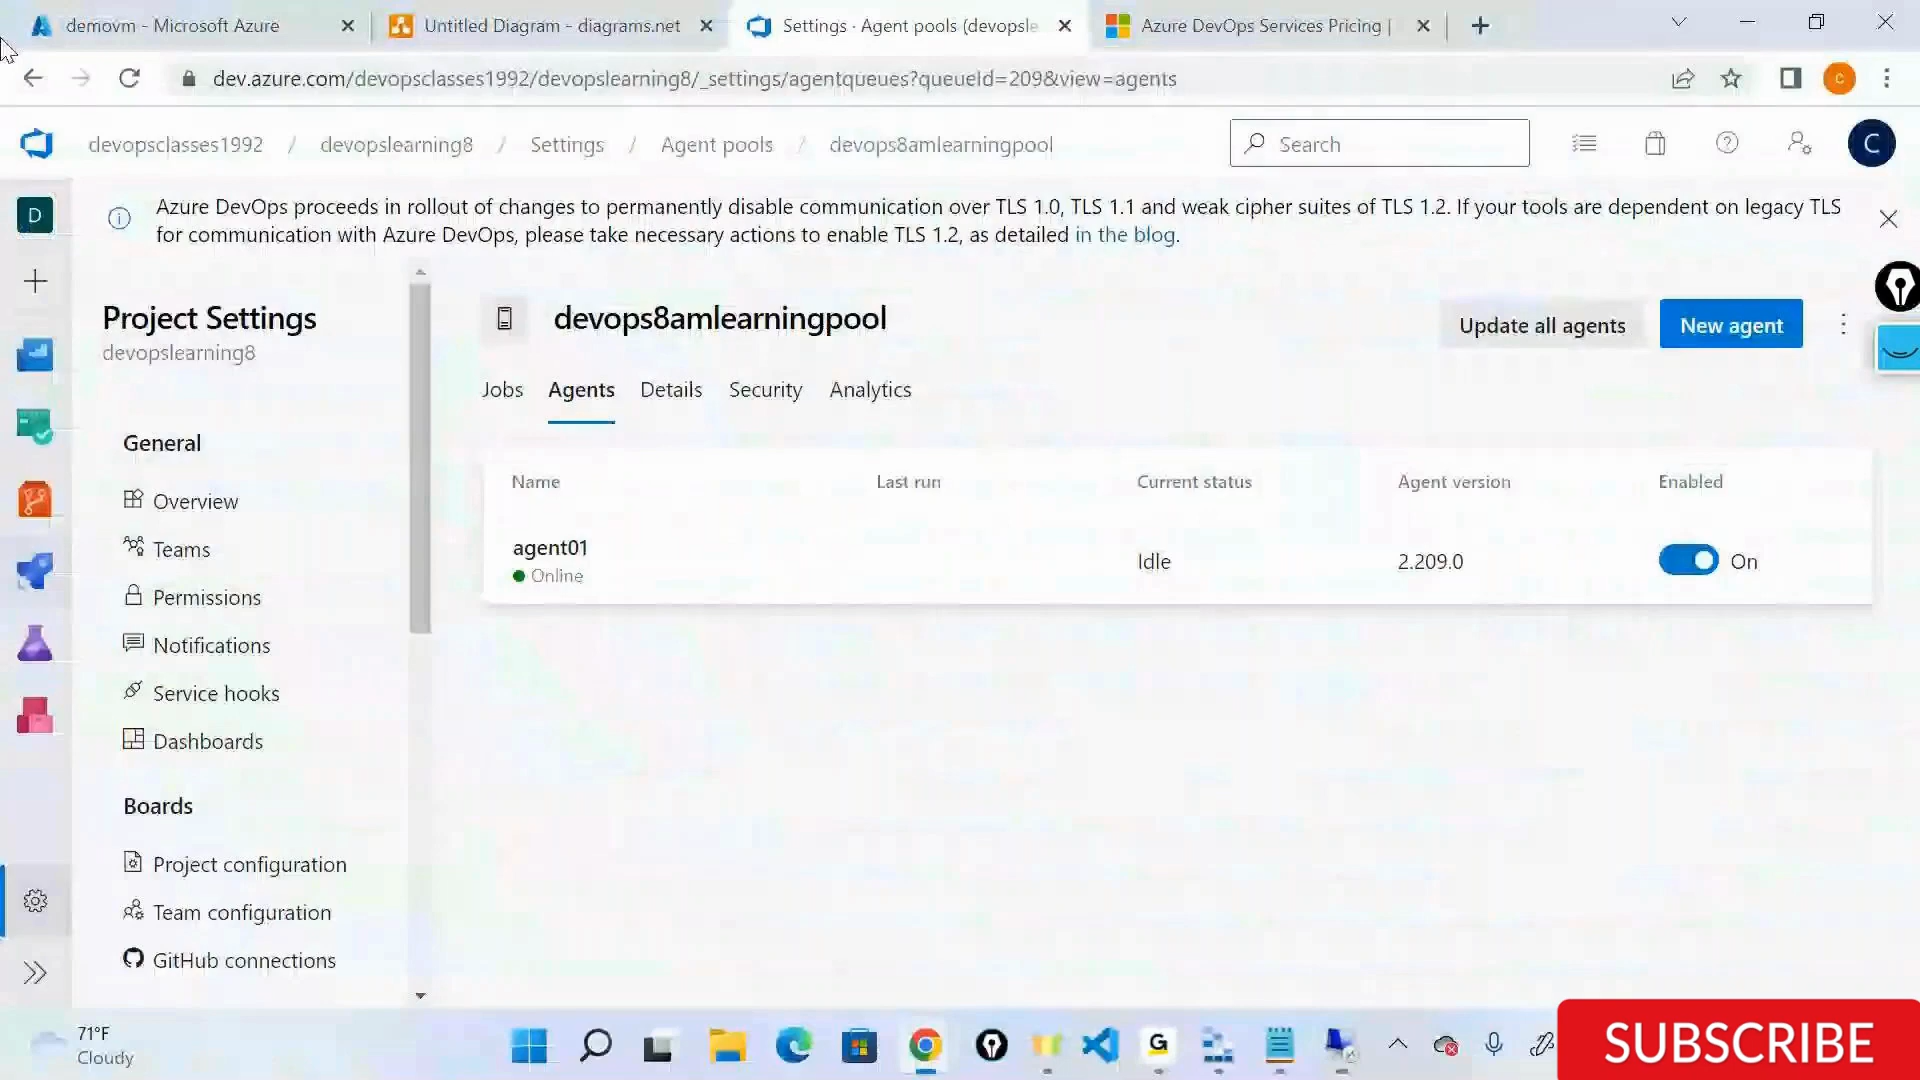 demovm - Microsoft Azure
Untitled Diagram - diagrams.net
Settings · Agent pools (devopsle
Azure DevOps Services Pricing |
dev.azure.com/devopsclasses1992/devopslearning8/_settings/agentqueues?queueId=209&view=agents
C
devopsclasses1992 / devopslearning8 / Settings / Agent pools / devops8amlearningpool
Search
C
D
Azure DevOps proceeds in rollout of changes to permanently disable communication over TLS 1.0, TLS 1.1 and weak cipher suites of TLS 1.2. If your tools are dependent on legacy TLS
for communication with Azure DevOps, please take necessary actions to enable TLS 1.2, as detailed in the blog.
Project Settings
devopslearning8
General
Overview
Teams
Permissions
Notifications
Service hooks
Dashboards
Boards
Project configuration
Team configuration
GitHub connections
devops8amlearningpool
Update all agents
New agent
Jobs Agents Details Security Analytics
Name Last run Current status Agent version Enabled
agent01
Online
Idle 2.209.0 On
71°F
Cloudy
G
SUBSCRIBE